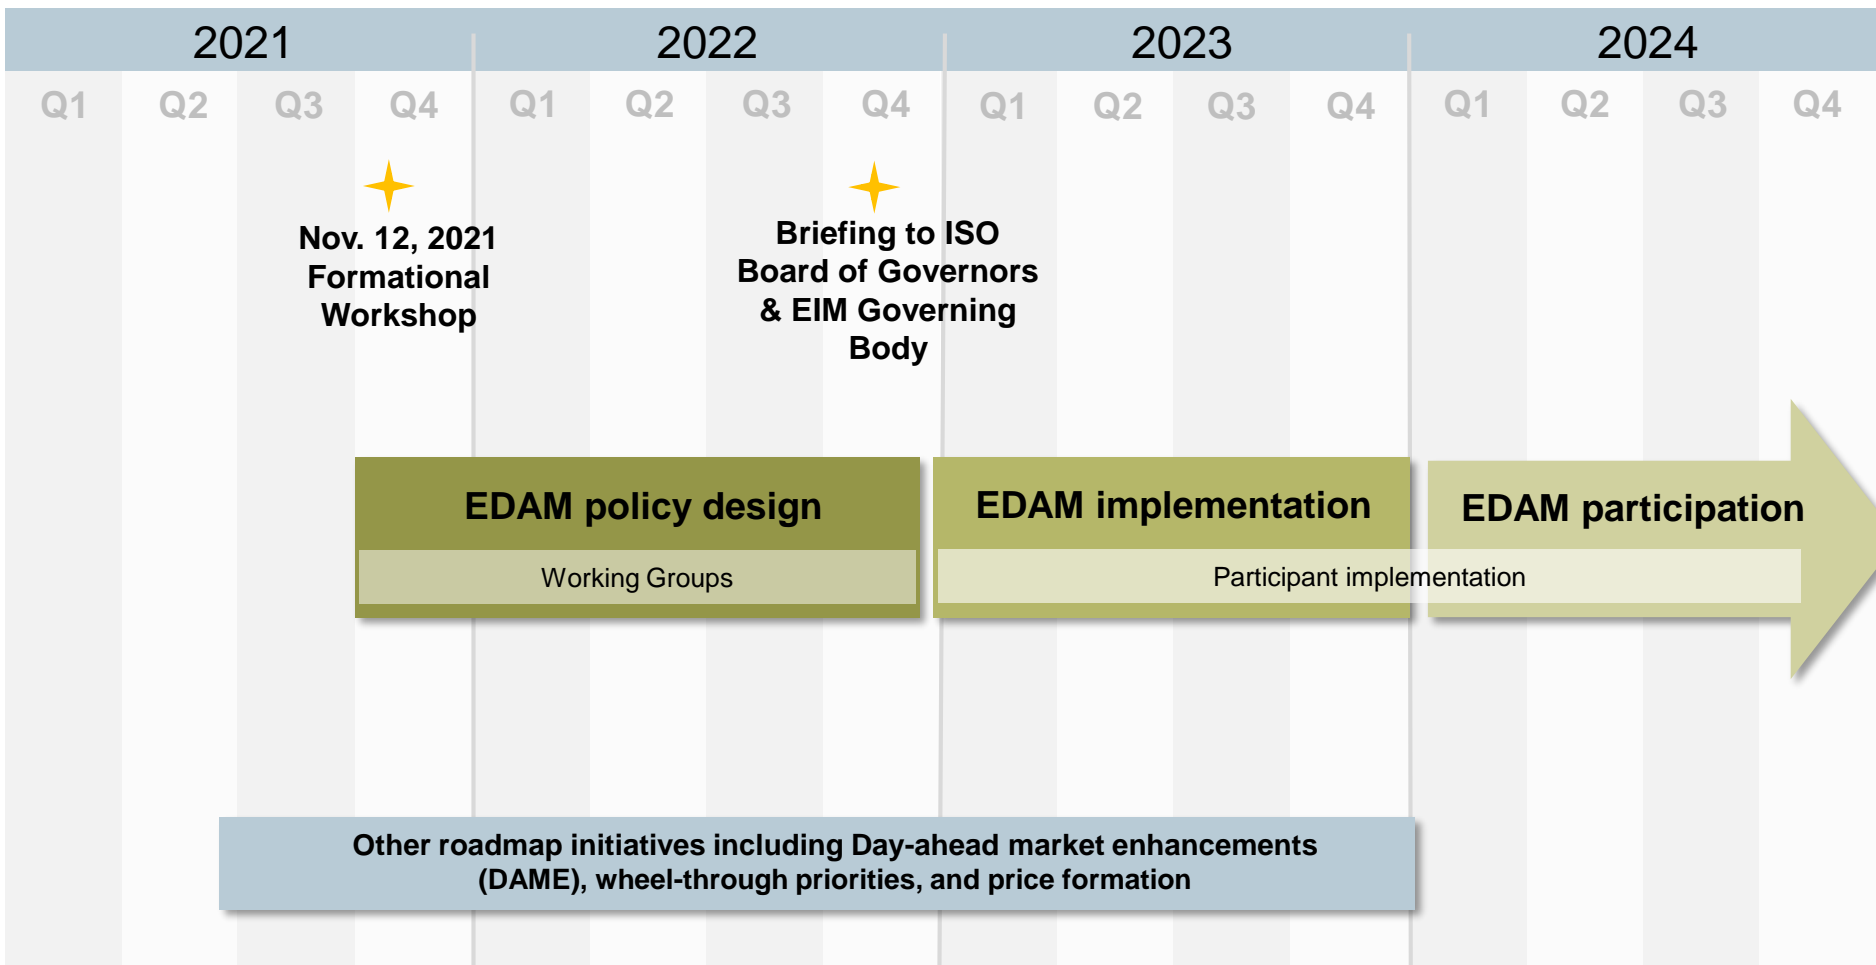 2021 2022 2023 2024
Q1 Q2 Q3 Q4 Q1 Q2 Q3 Q4 Q1 Q2 Q3 Q4 Q1 Q2 Q3 Q4
Nov. 12, 2021
Formational
Workshop
Briefing to ISO
Board of Governors
& EIM Governing
Body
EDAM policy design
Working Groups
EDAM implementation
EDAM participation
Participant implementation
Other roadmap initiatives including Day-ahead market enhancements
(DAME), wheel-through priorities, and price formation